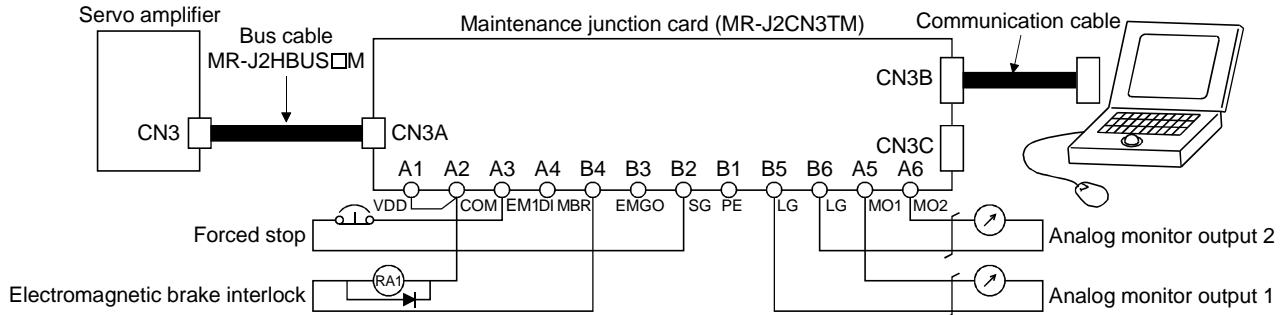 Servo amplifier
Bus cable
MR-J2HBUS□M
Maintenance junction card (MR-J2CN3TM)
Communication cable
CN3
CN3A
CN3B
CN3C
A1 A2 A3 A4 B4 B3 B2 B1 B5 B6 A5 A6
VDD COM EM1 DI MBR EMGO SG PE LG LG MO1 MO2
Forced stop
Analog monitor output 2
RA1
Electromagnetic brake interlock
Analog monitor output 1